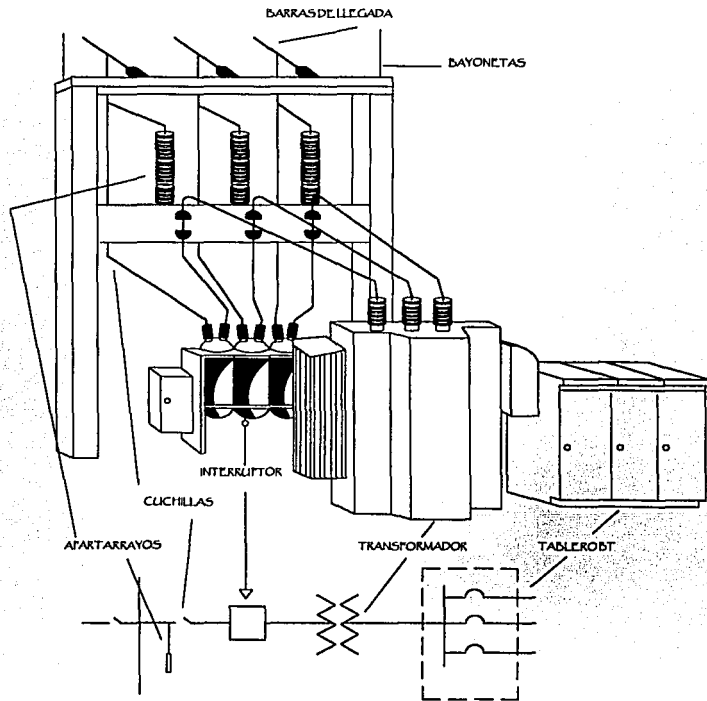 BARRAS DE LLEGADA
BAYONETAS
INTERRUPTOR
CUCHILLAS
APARTARRAYOS
TRANSFORMADOR
TABLERO BT